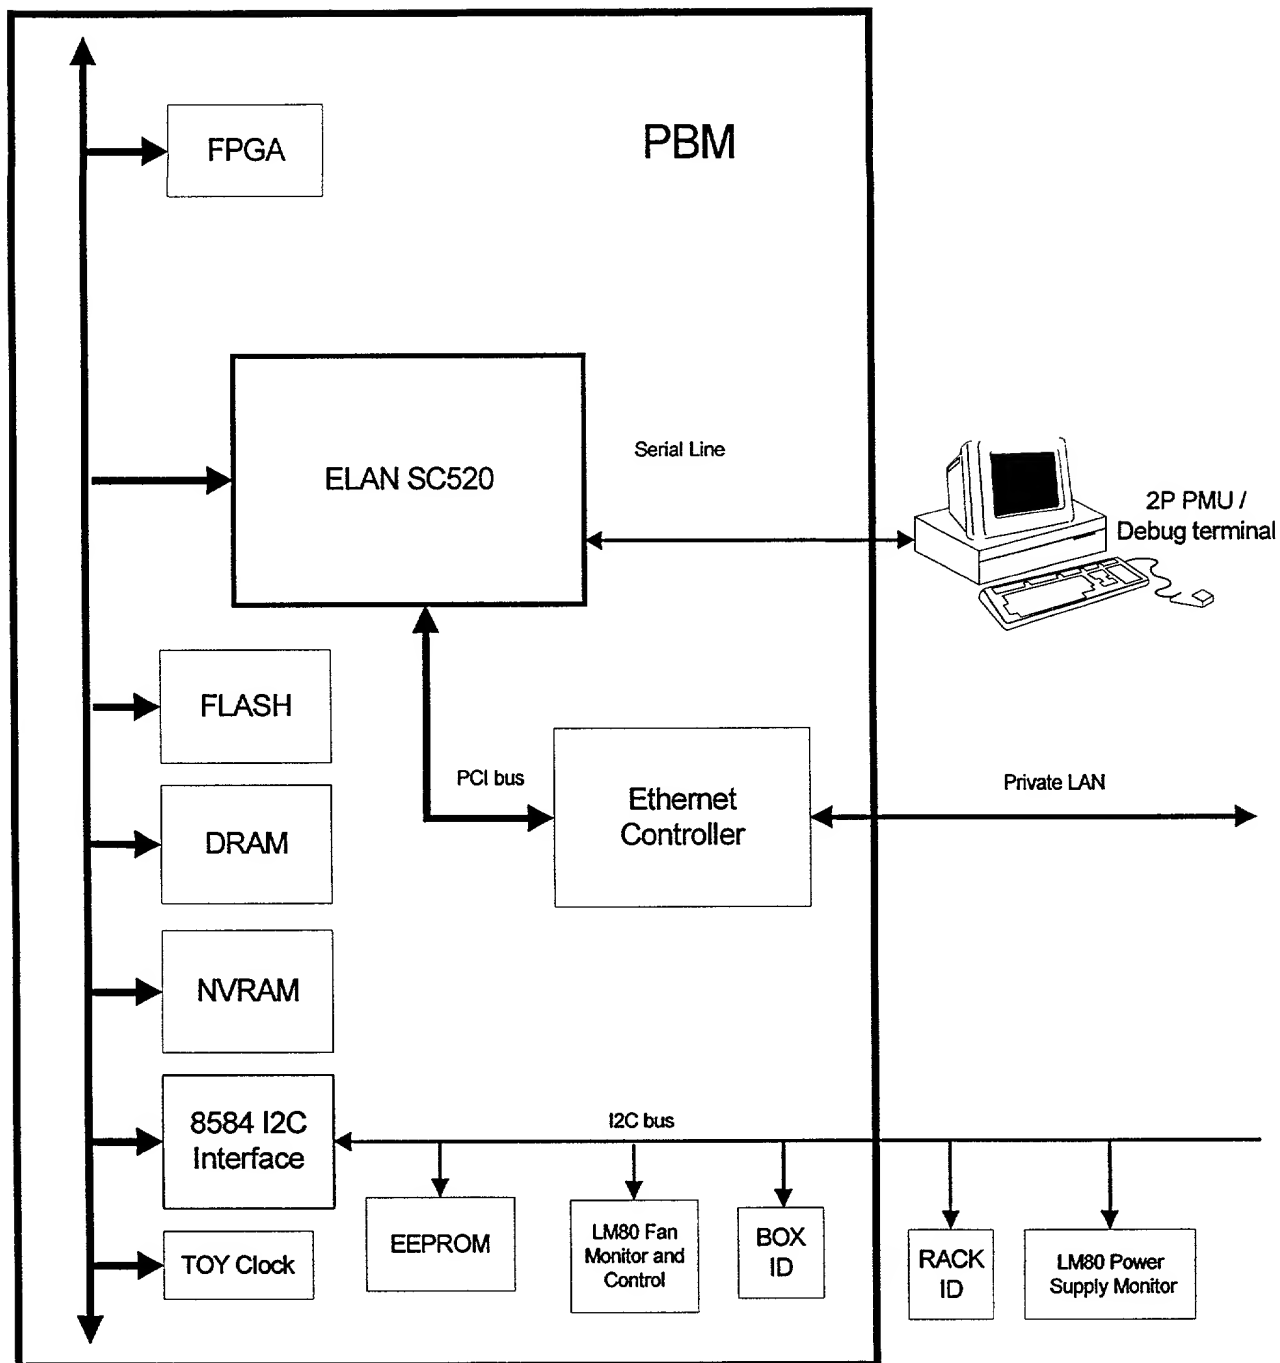 PBM
FPGA
ELAN SC520
Serial Line
2P PMU /
Debug terminal
FLASH
PCI bus
Ethernet
Controller
Private LAN
DRAM
NVRAM
8584 I2C
Interface
I2C bus
EEPROM
LM80 Fan
Monitor and
Control
BOX
ID
RACK
ID
LM80 Power
Supply Monitor
TOY Clock